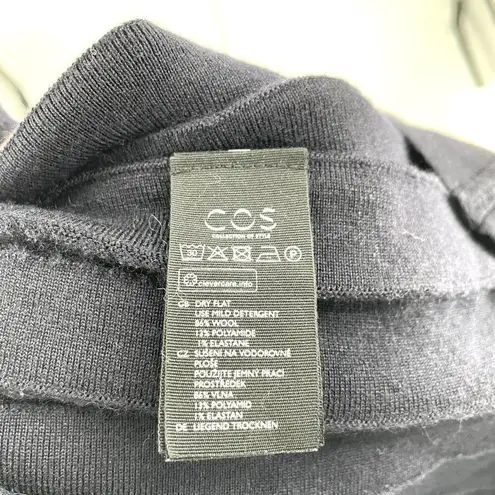 COS
COLLECTION OF STYLE
30 P
clevercare.info
GB DRY FLAT
USE MILD DETERGENT
86% WOOL
13% POLYAMIDE
1% ELASTANE
CZ SUŠENÍ NA VODOROVNÉ
PLOŠE
POUŽIJTE JEMNÝ PRACÍ
PROSTŘEDEK
86% VLNA
13% POLYAMID
1% ELASTAN
DE LIEGEND TROCKNEN